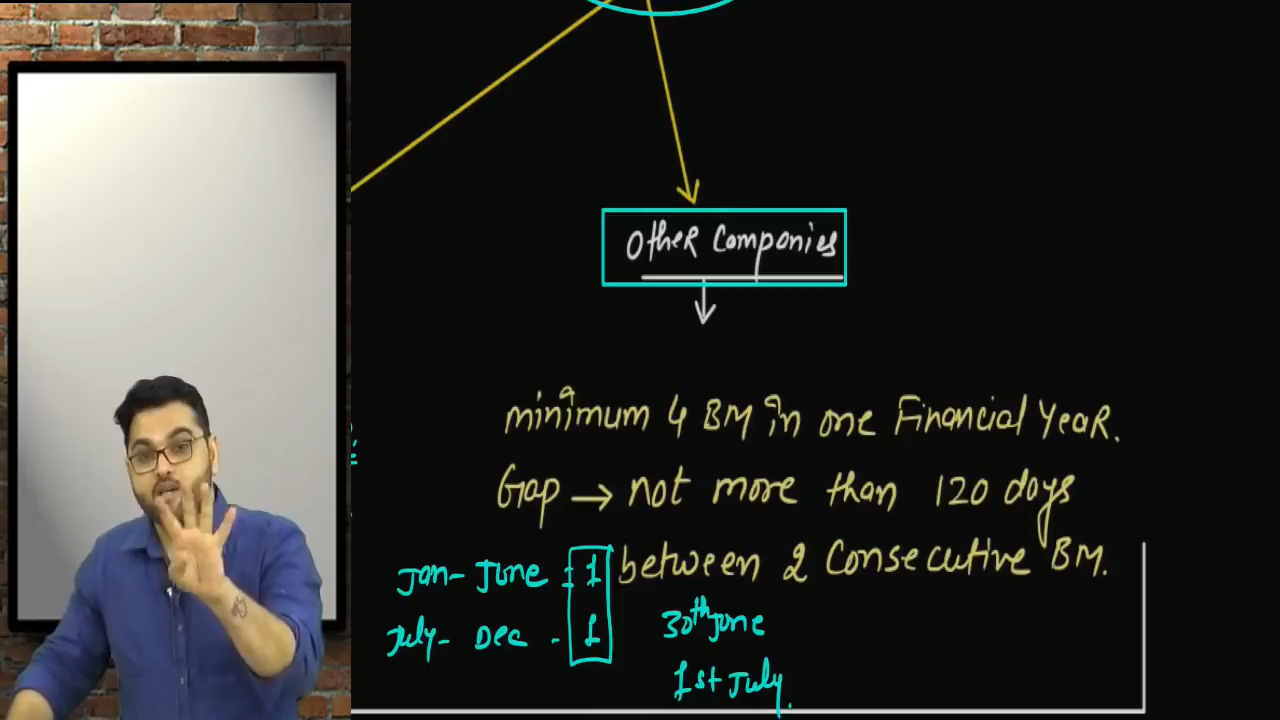 Other Companies
minimum 4 BM in one Financial Year.
Gap → not more than 120 days
between 2 Consecutive BM.
Jan- June = 1
July- Dec - 1
30th June
1st July.